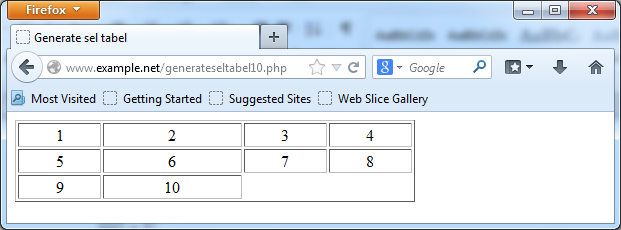 Firefox
Generate sel tabel
www.example.net/generateseltabel10.php
Google
Most Visited Getting Started Suggested Sites Web Slice Gallery
1 2 3 4
5 6 7 8
9 10